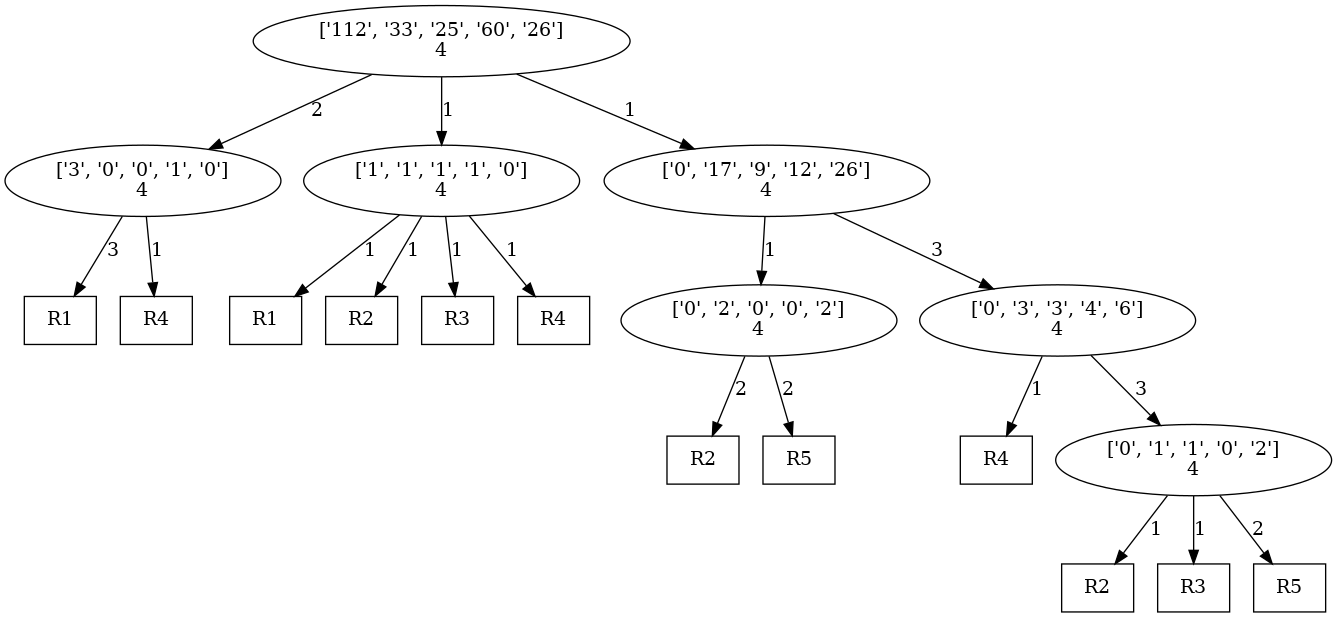 ['112', '33', '25', '60', '26']
4
2
1
1
['3', '0', '0', '1', '0']
4
['1', '1', '1', '1', '0']
4
['0', '17', '9', '12', '26']
4
3
1
1
1
1
1
1
3
R1
R4
R1
R2
R3
R4
['0', '2', '0', '0', '2']
4
['0', '3', '3', '4', '6']
4
2
2
1
3
R2
R5
R4
['0', '1', '1', '0', '2']
4
1
1
2
R2
R3
R5